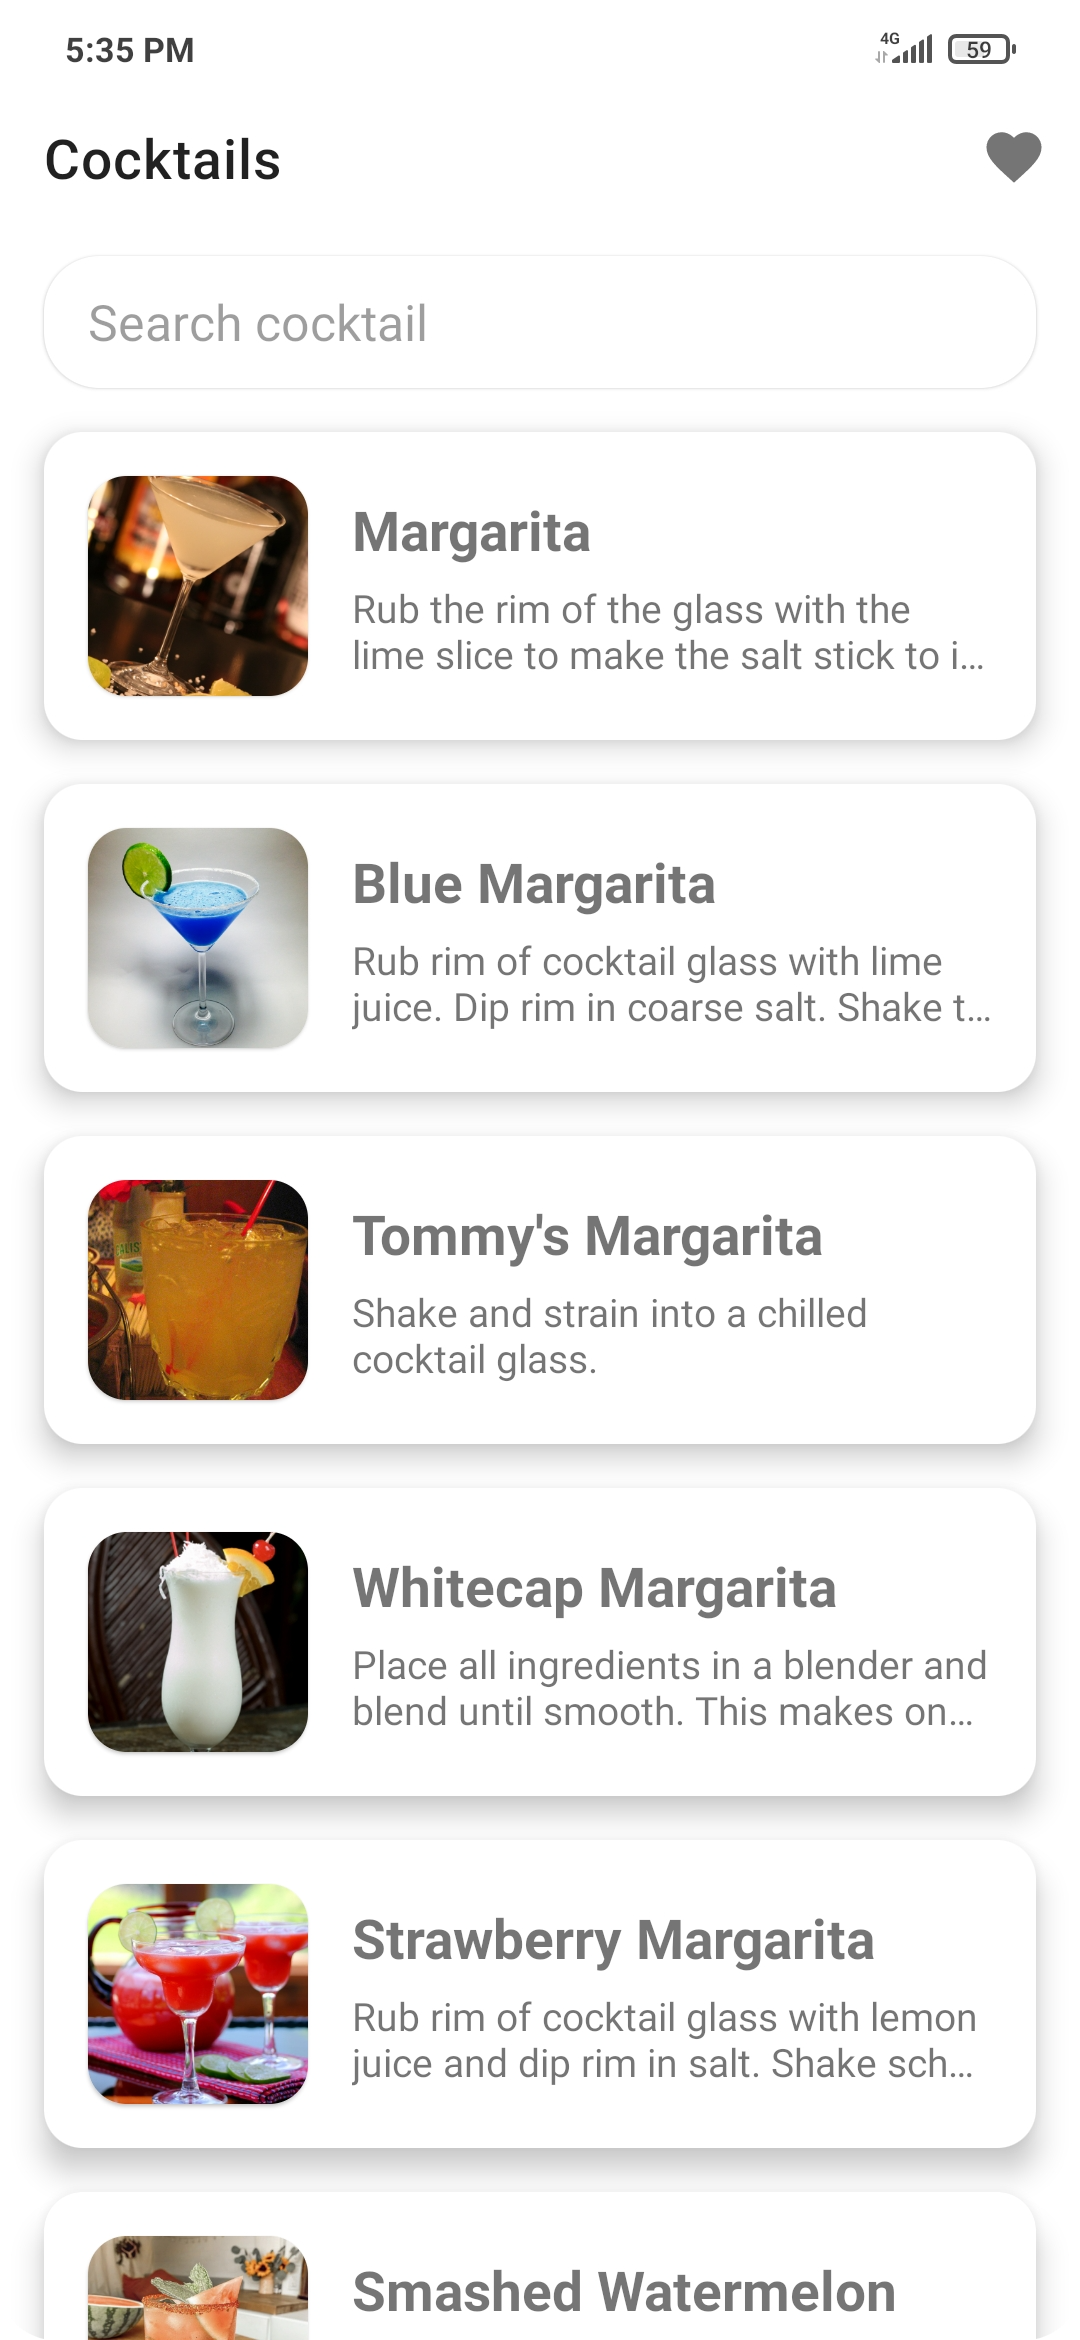 5:35 PM
4G
59
Cocktails
Search cocktail
Margarita
Rub the rim of the glass with the
lime slice to make the salt stick to i...
Blue Margarita
Rub rim of cocktail glass with lime
juice. Dip rim in coarse salt. Shake t...
Tommy's Margarita
Shake and strain into a chilled
cocktail glass.
Whitecap Margarita
Place all ingredients in a blender and
blend until smooth. This makes on...
Strawberry Margarita
Rub rim of cocktail glass with lemon
juice and dip rim in salt. Shake sch...
Smashed Watermelon